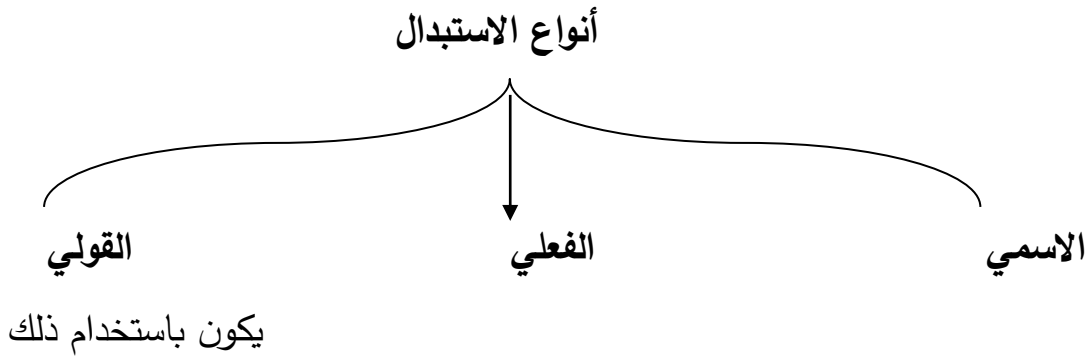 أنواع الاستبدال
الاسمي الفعلي القولي
يكون باستخدام ذلك